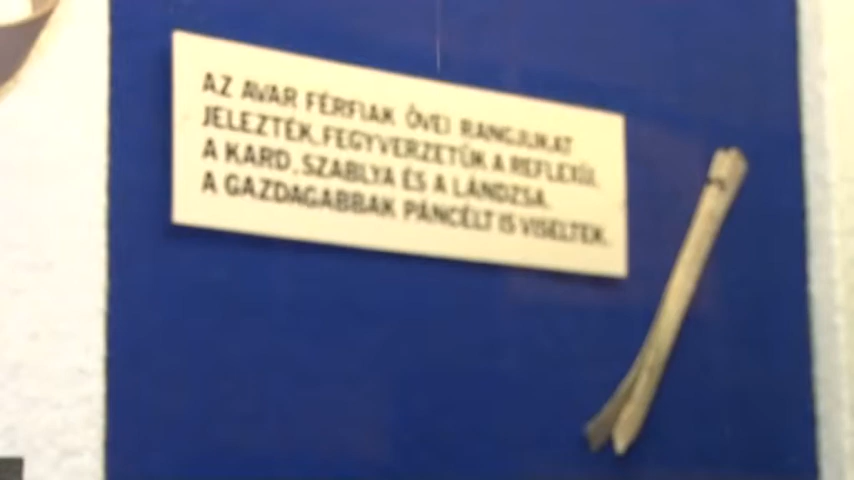 AZ AVAR FÉRFIAK ÖVEI RANGJUKAT
JELEZTÉK, FEGYVERZETÜK A REFLEXÍJ,
A KARD, SZABLYA ÉS A LÁNDZSA.
A GAZDAGABBAK PÁNCÉLT IS VISELTEK.